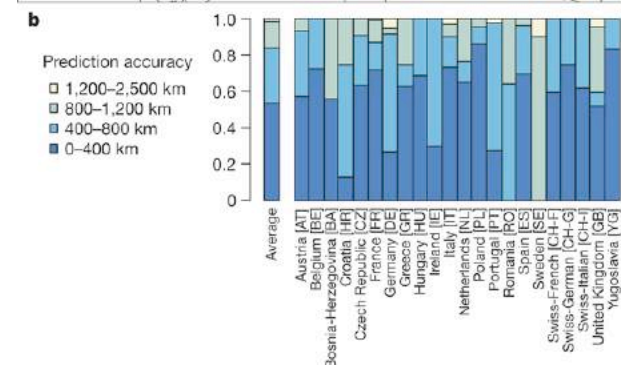 b
Prediction accuracy
1,200–2,500 km
800–1,200 km
400–800 km
0–400 km
1.0
0.8
0.6
0.4
0.2
0
Average
Austria [AT]
Belgium [BE]
Bosnia-Herzegovina [BA]
Croatia [HR]
Czech Republic [CZ]
France [FR]
Germany [DE]
Greece [GR]
Hungary [HU]
Ireland [IE]
Italy [IT]
Netherlands [NL]
Poland [PL]
Portugal [PT]
Romania [RO]
Spain [ES]
Sweden [SE]
Swiss-French [CH-F]
Swiss-German [CH-G]
Swiss-Italian [CH-I]
United Kingdom [GB]
Yugoslavia [YG]